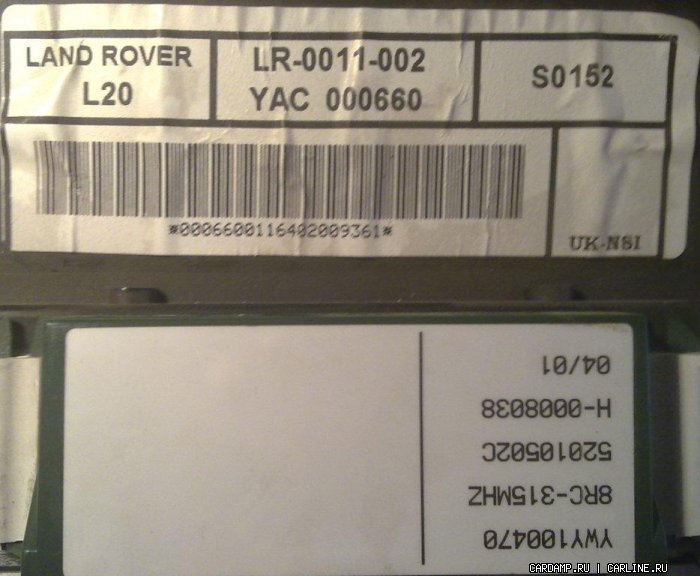 LAND ROVER
L20
LR-0011-002
YAC 000660
S0152
*0006600116402009361*
UK-NSI
YWY100470
8RC-315MHZ
52010502C
H-0008038
04/01
CARDAMP.RU | CARLINE.RU